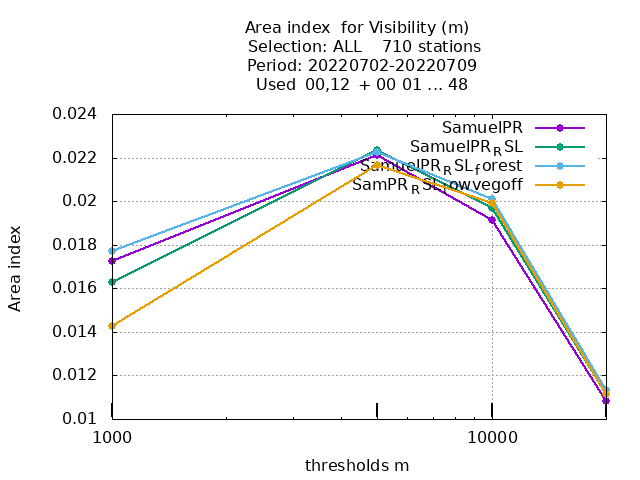 Area index for Visibility (m)
Selection: ALL 710 stations
Period: 20220702-20220709
Used 00,12 + 00 01 ... 48
0.024
0.022
0.02
0.018
0.016
0.014
0.012
0.01
Area index
SamuelPR
SamuelPR_RSL
SamuelPR_RSL_forest
SamPR_RSL_lowvegoff
1000
10000
thresholds m